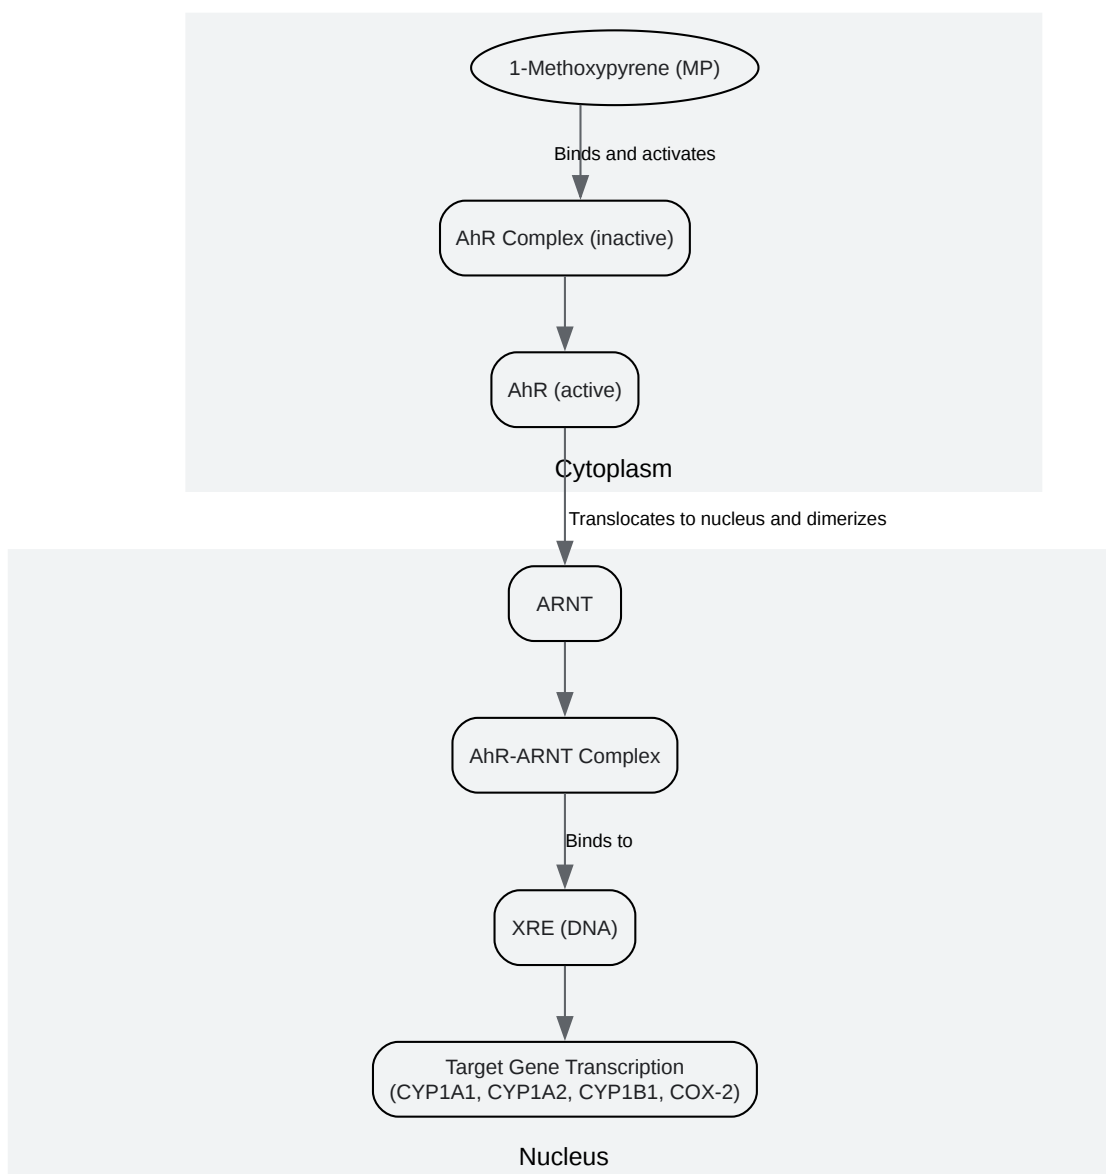 1-Methoxypyrene (MP)
Binds and activates
AhR Complex (inactive)
AhR (active)
Cytoplasm
Translocates to nucleus and dimerizes
ARNT
AhR-ARNT Complex
Binds to
XRE (DNA)
Target Gene Transcription
(CYP1A1, CYP1A2, CYP1B1, COX-2)
Nucleus